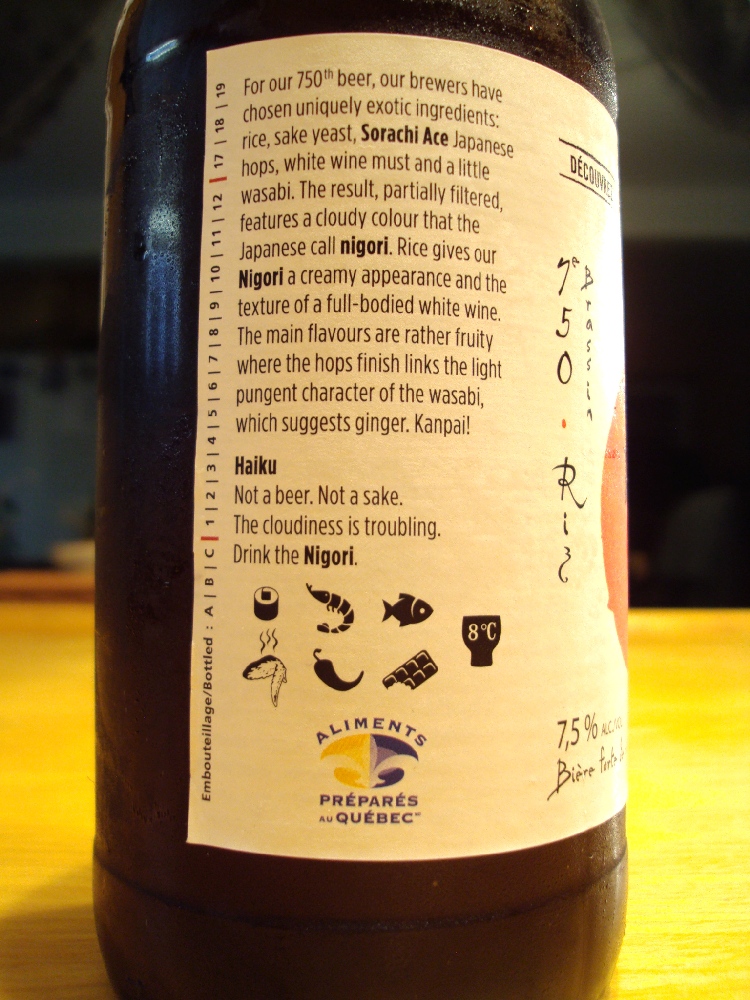 For our 750th beer, our brewers have
chosen uniquely exotic ingredients:
rice, sake yeast, Sorachi Ace Japanese
hops, white wine must and a little
wasabi. The result, partially filtered,
features a cloudy colour that the
Japanese call nigori. Rice gives our
Nigori a creamy appearance and the
texture of a full-bodied white wine.
The main flavours are rather fruity
where the hops finish links the light
pungent character of the wasabi,
which suggests ginger. Kanpai!
Haiku
Not a beer. Not a sake.
The cloudiness is troubling.
Drink the Nigori.
8°C
ALIMENTS
PRÉPARÉS
AU QUÉBEC
Embouteillage/Bottled : A | B | C | 1 | 2 | 3 | 4 | 5 | 6 | 7 | 8 | 9 | 10 | 11 | 12 | 17 | 18 | 19
750e Brassin • Riz
7,5 % ALC./VOL.
Bière forte